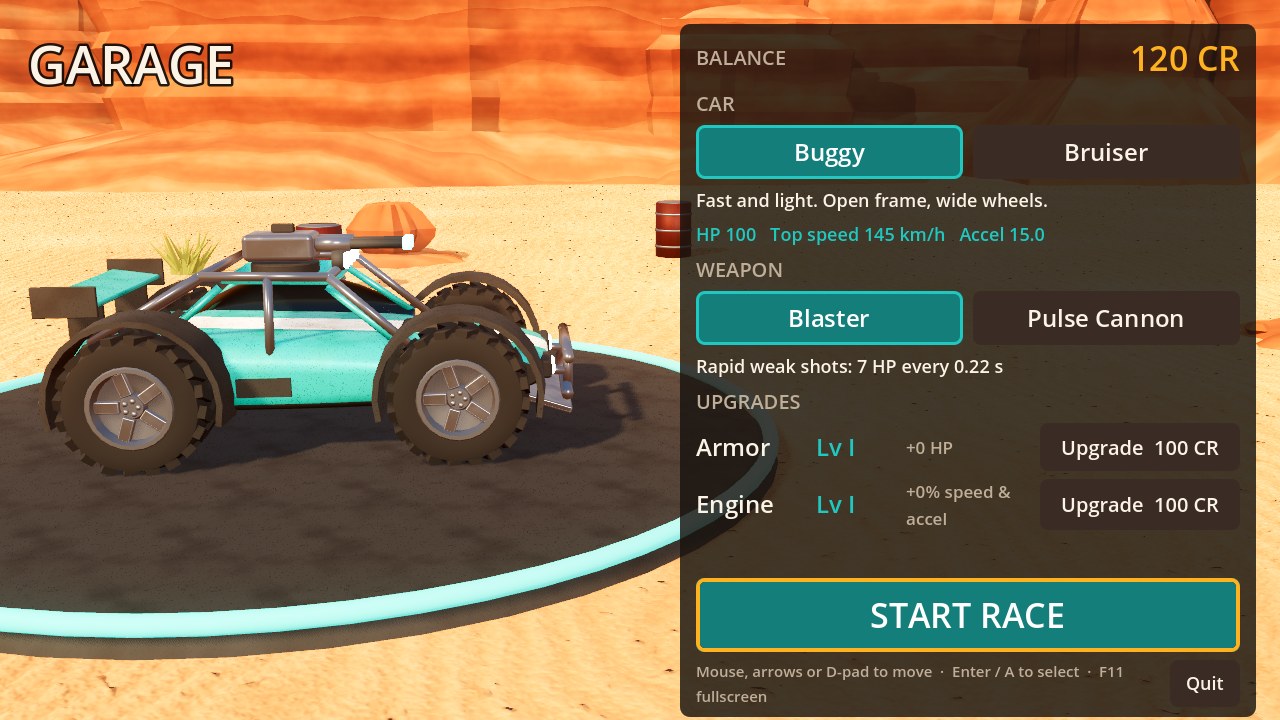 GARAGE
BALANCE 120 CR
CAR
Buggy Bruiser
Fast and light. Open frame, wide wheels.
HP 100 Top speed 145 km/h Accel 15.0
WEAPON
Blaster Pulse Cannon
Rapid weak shots: 7 HP every 0.22 s
UPGRADES
Armor Lv I +0 HP Upgrade 100 CR
Engine Lv I +0% speed &
accel Upgrade 100 CR
START RACE
Mouse, arrows or D-pad to move · Enter / A to select · F11
fullscreen
Quit